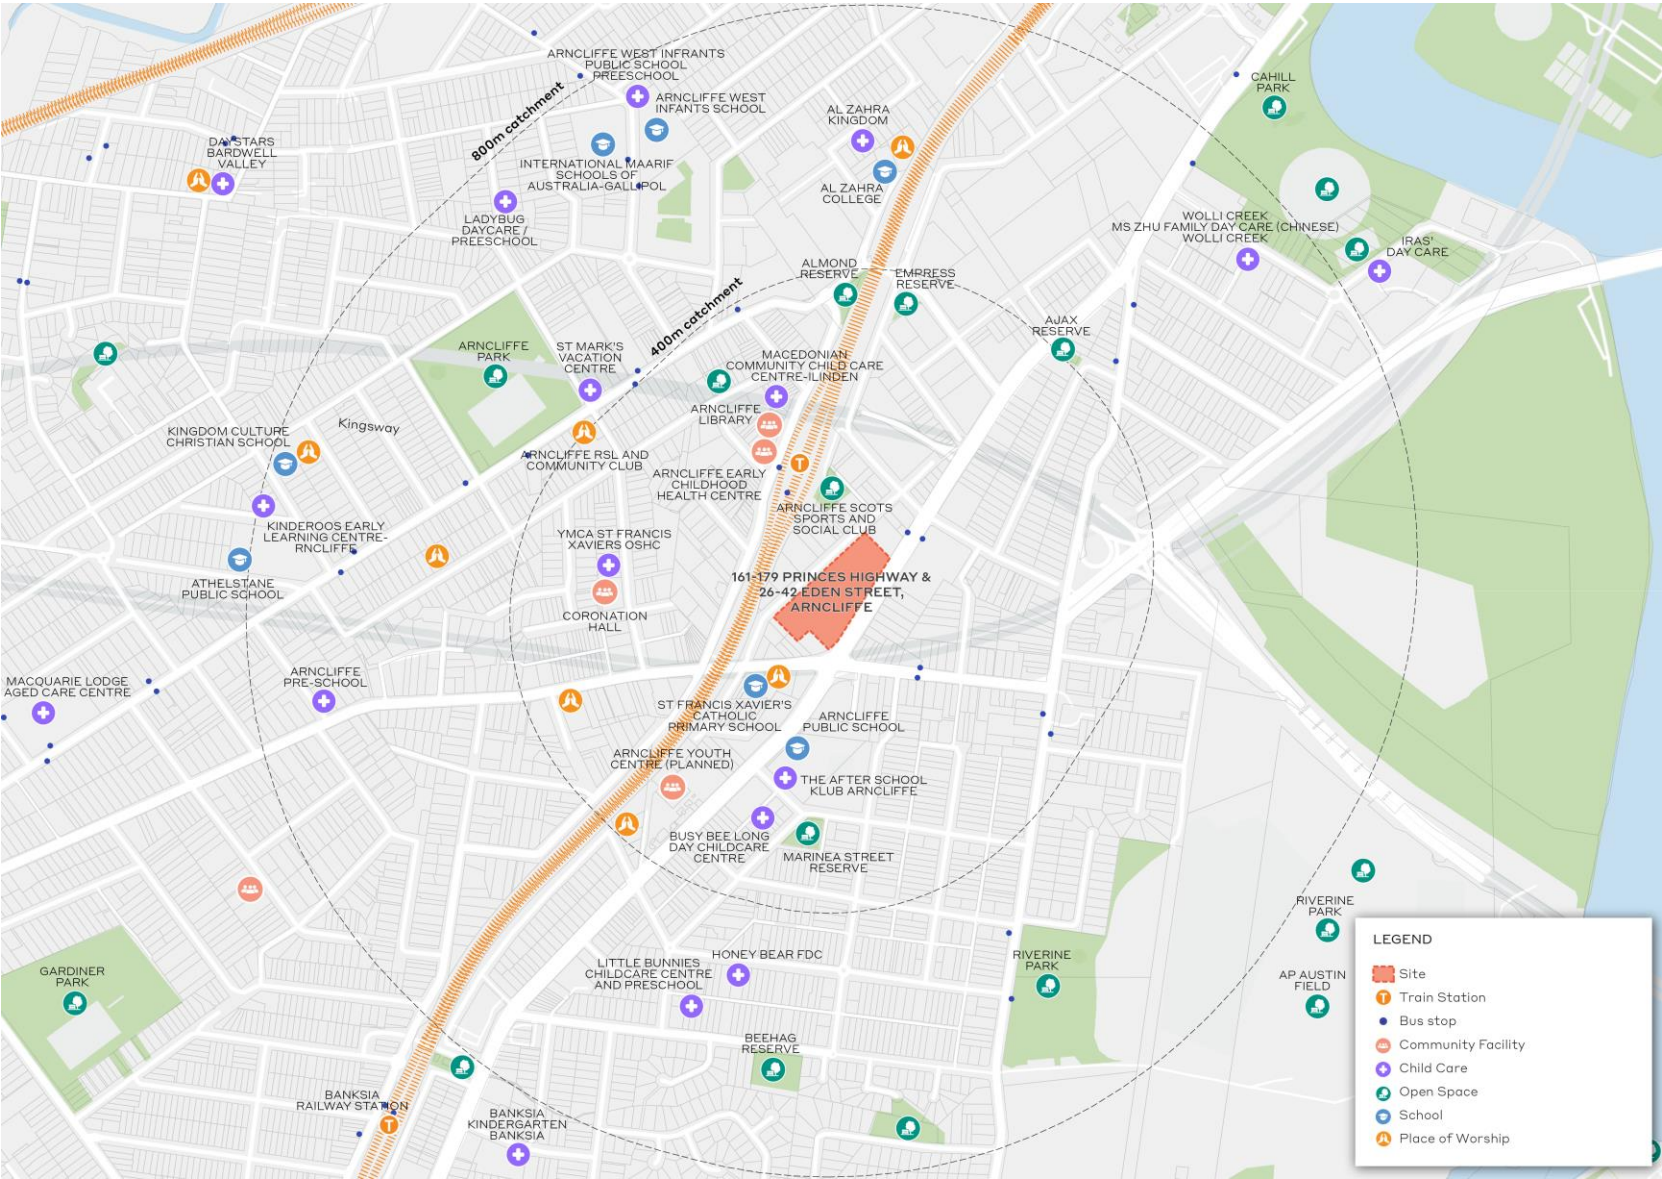 ARNCLIFFE WEST INFRANTS
PUBLIC SCHOOL
PREESCHOOL
800m catchment
ARNCLIFFE WEST
INFANTS SCHOOL
CAHILL
PARK
AL ZAHRA
KINGDOM
DAYSTARS
BARDWELL
VALLEY
INTERNATIONAL MAARIF
SCHOOLS OF
AUSTRALIA-GALLIPOL
AL ZAHRA
COLLEGE
LADYBUG
DAYCARE /
PREESCHOOL
WOLLI CREEK
MS ZHU FAMILY DAY CARE (CHINESE)
WOLLI CREEK
IRAS'
DAY CARE
ALMOND
RESERVE
EMPRESS
RESERVE
400m catchment
AJAX
RESERVE
ARNCLIFFE
PARK
ST MARK'S
VACATION
CENTRE
MACEDONIAN
COMMUNITY CHILD CARE
CENTRE-ILINDEN
ARNCLIFFE
LIBRARY
Kingsway
KINGDOM CULTURE
CHRISTIAN SCHOOL
ARNCLIFFE RSL AND
COMMUNITY CLUB
ARNCLIFFE EARLY
CHILDHOOD
HEALTH CENTRE
T
ARNCLIFFE SCOTS
SPORTS AND
SOCIAL CLUB
KINDEROOS EARLY
LEARNING CENTRE-
RNCLIFFE
YMCA ST FRANCIS
XAVIERS OSHC
ATHELSTANE
PUBLIC SCHOOL
161-179 PRINCES HIGHWAY &
26-42 EDEN STREET,
ARNCLIFFE
CORONATION
HALL
MACQUARIE LODGE
AGED CARE CENTRE
ARNCLIFFE
PRE-SCHOOL
ST FRANCIS XAVIER'S
CATHOLIC
PRIMARY SCHOOL
ARNCLIFFE
PUBLIC SCHOOL
ARNCLIFFE YOUTH
CENTRE (PLANNED)
THE AFTER SCHOOL
KLUB ARNCLIFFE
BUSY BEE LONG
DAY CHILDCARE
CENTRE
MARINEA STREET
RESERVE
RIVERINE
PARK
GARDINER
PARK
LITTLE BUNNIES
CHILDCARE CENTRE
AND PRESCHOOL
HONEY BEAR FDC
RIVERINE
PARK
AP AUSTIN
FIELD
BEEHAG
RESERVE
BANKSIA
RAILWAY STATION
T
BANKSIA
KINDERGARTEN
BANKSIA
LEGEND
Site
T Train Station
Bus stop
Community Facility
Child Care
Open Space
School
Place of Worship